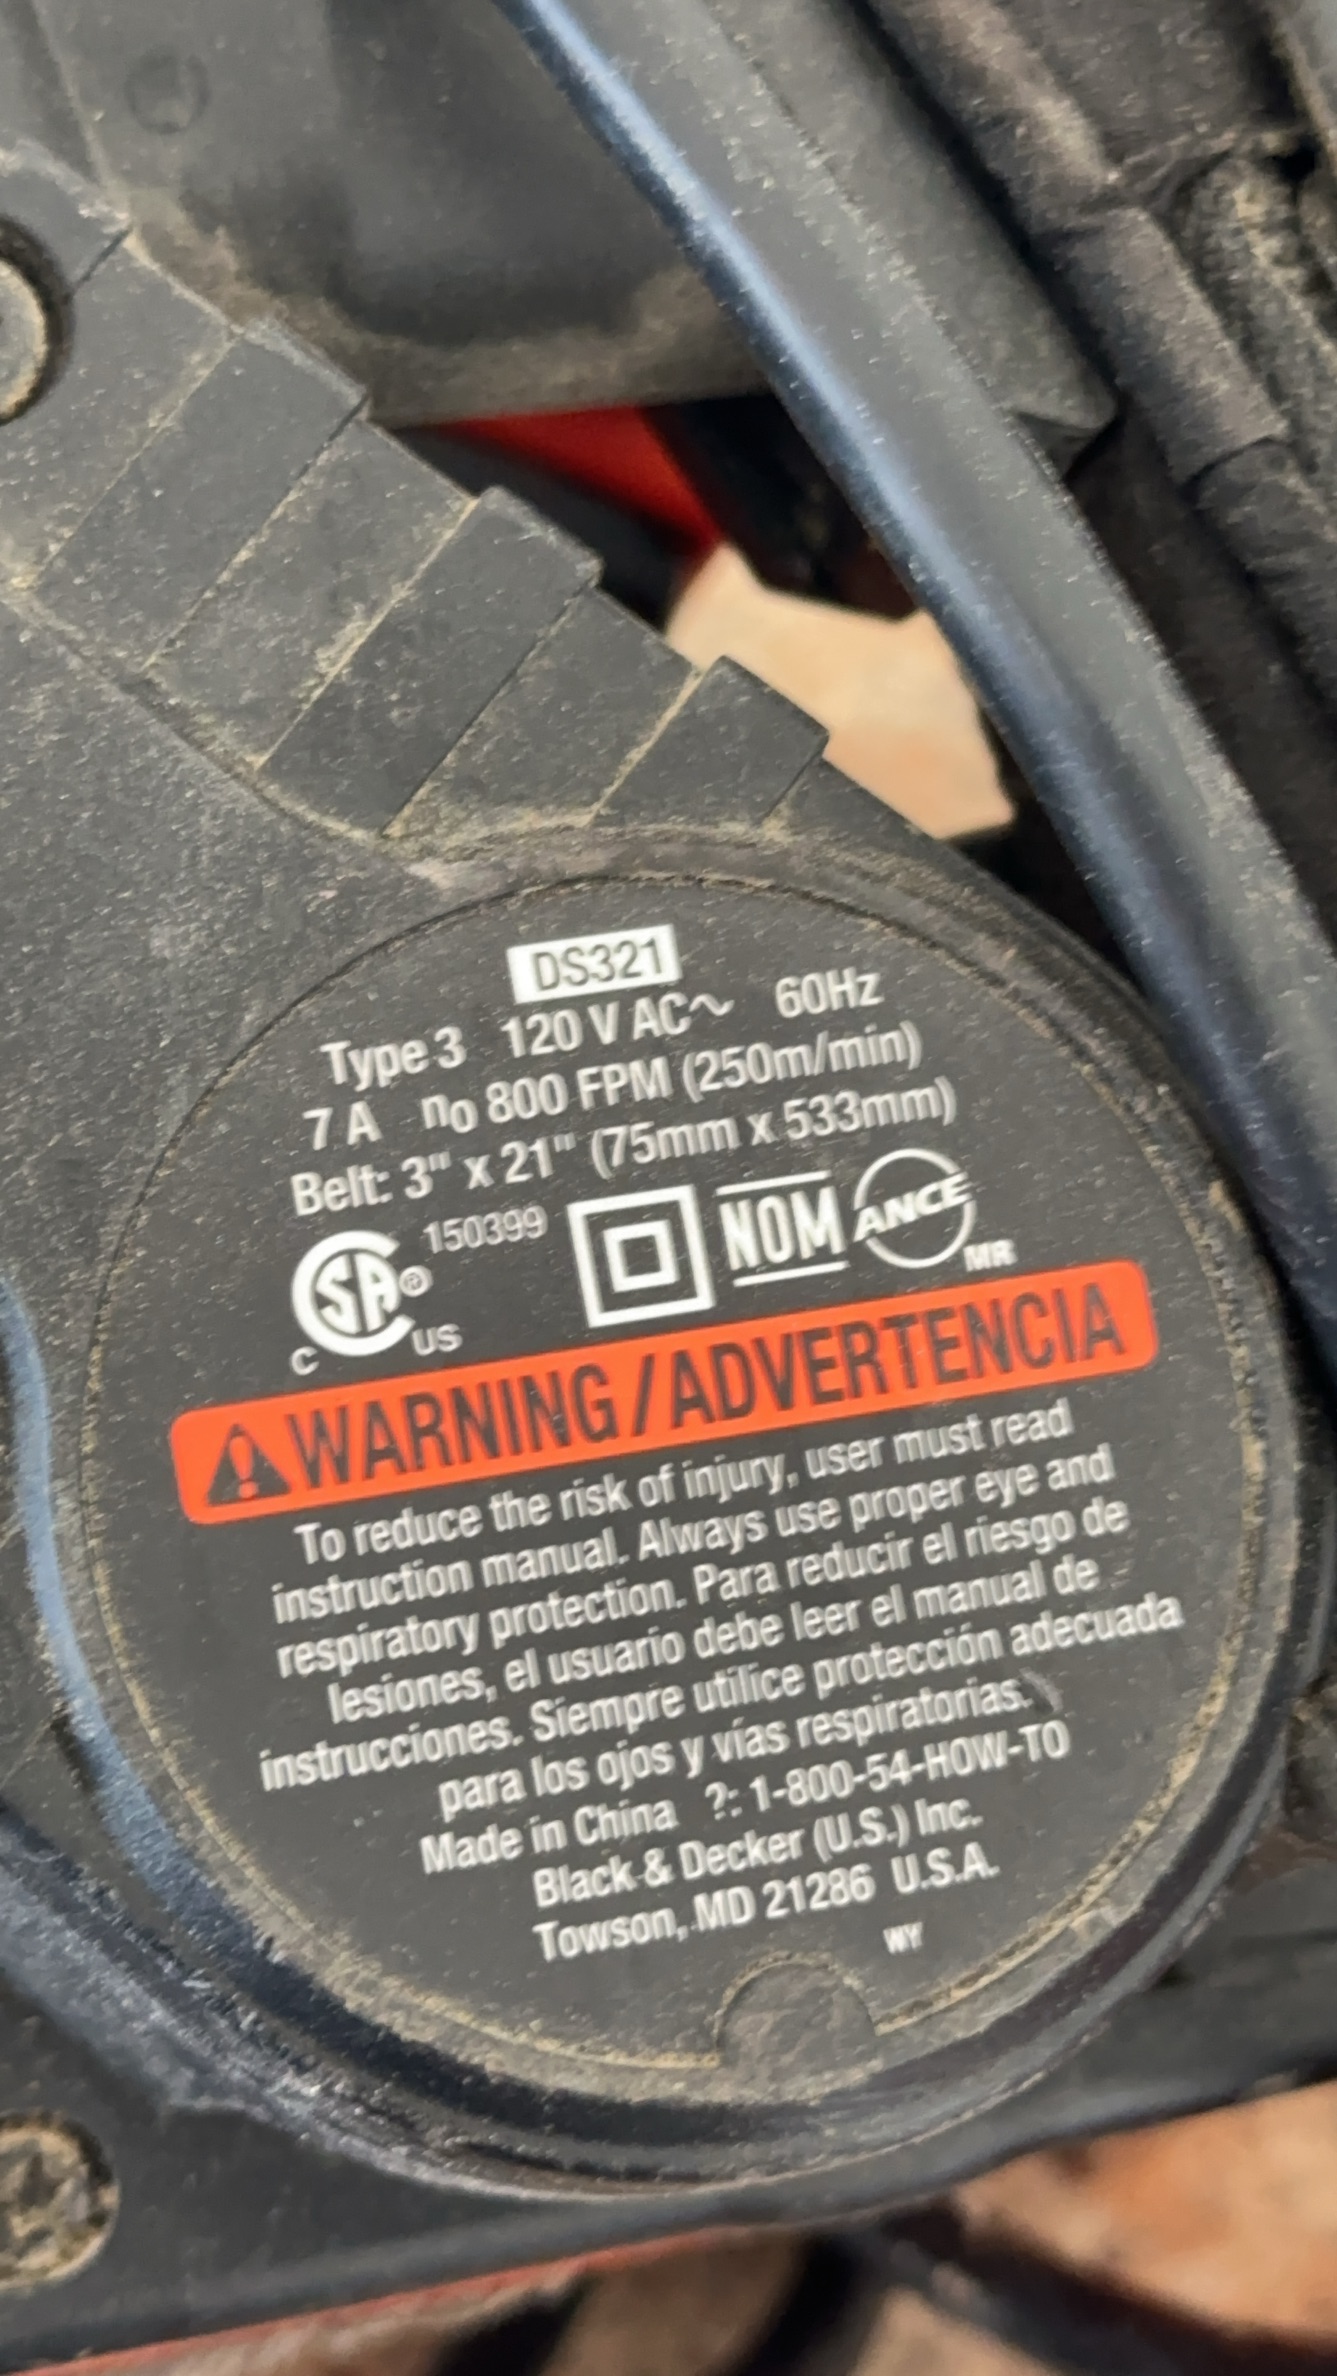 DS321
Type 3 120 V AC~ 60Hz
7 A no 800 FPM (250m/min)
Belt: 3" x 21" (75mm x 533mm)
CSA® 150399 NOM ANCE
C US MR
WARNING/ADVERTENCIA
To reduce the risk of injury, user must read
instruction manual. Always use proper eye and
respiratory protection. Para reducir el riesgo de
lesiones, el usuario debe leer el manual de
instrucciones. Siempre utilice protección adecuada
para los ojos y vías respiratorias.
Made in China ?: 1-800-54-HOW-TO
Black & Decker (U.S.) Inc.
Towson, MD 21286 U.S.A.
WY